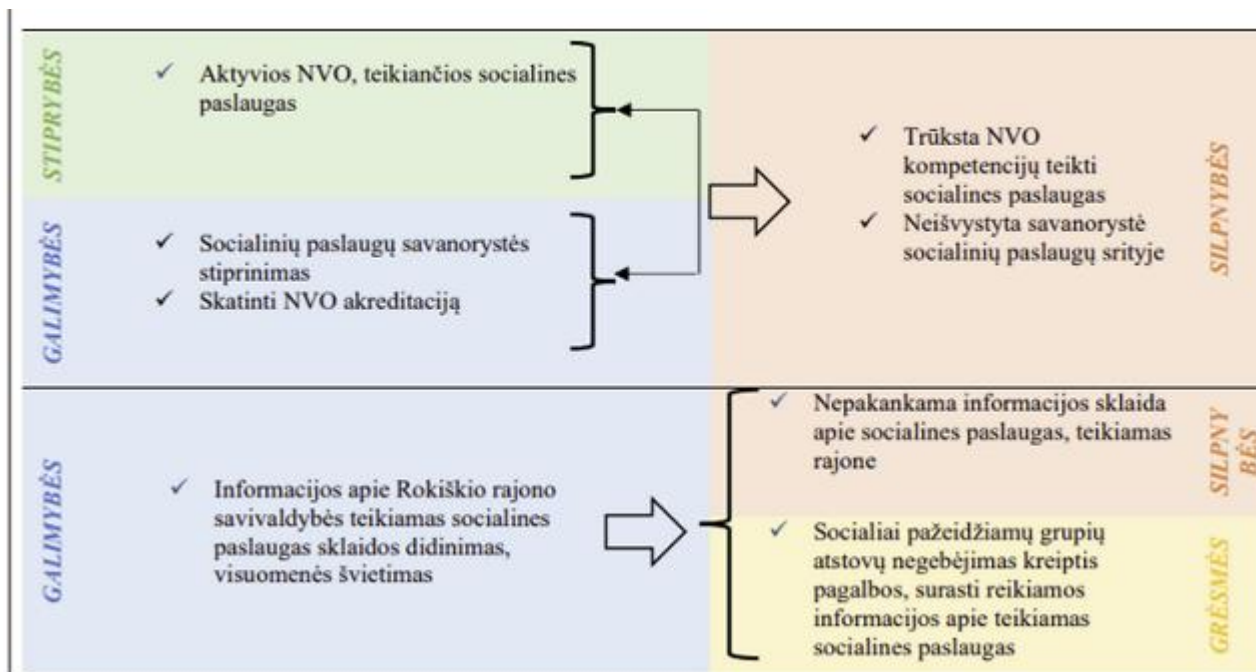 STIPRYBĖS
Aktyvios NVO, teikiančios socialines
paslaugas
GALIMYBĖS
Socialinių paslaugų savanorystės
stiprinimas
Skatinti NVO akreditaciją
Trūksta NVO
kompetencijų teikti
socialines paslaugas
Neišvystyta savanorystė
socialinių paslaugų srityje
SILPNYBĖS
GALIMYBĖS
Informacijos apie Rokiškio rajono
savivaldybės teikiamas socialines
paslaugas sklaidos didinimas,
visuomenės švietimas
Nepakankama informacijos sklaida
apie socialines paslaugas, teikiamas
rajone
SILPNY
BĖS
Socialiai pažeidžiamų grupių
atstovų negebėjimas kreiptis
pagalbos, surasti reikiamos
informacijos apie teikiamas
socialines paslaugas
GRĖSMĖS